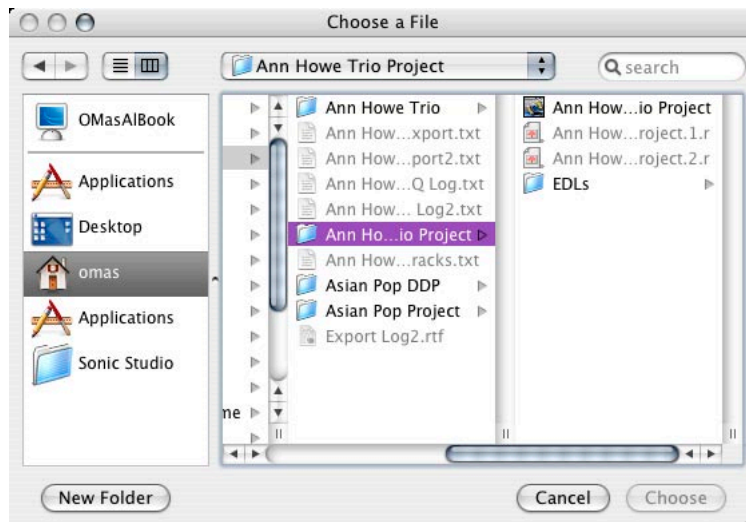 Choose a File
Ann Howe Trio Project
search
OMasAlBook
Applications
Desktop
omas
Applications
Sonic Studio
me
Ann Howe Trio
Ann How...xport.txt
Ann How...port2.txt
Ann How...Q Log.txt
Ann How... Log2.txt
Ann Ho...io Project
Ann How...racks.txt
Asian Pop DDP
Asian Pop Project
Export Log2.rtf
Ann How...io Project
Ann How...roject.1.r
Ann How...roject.2.r
EDLs
New Folder
Cancel
Choose